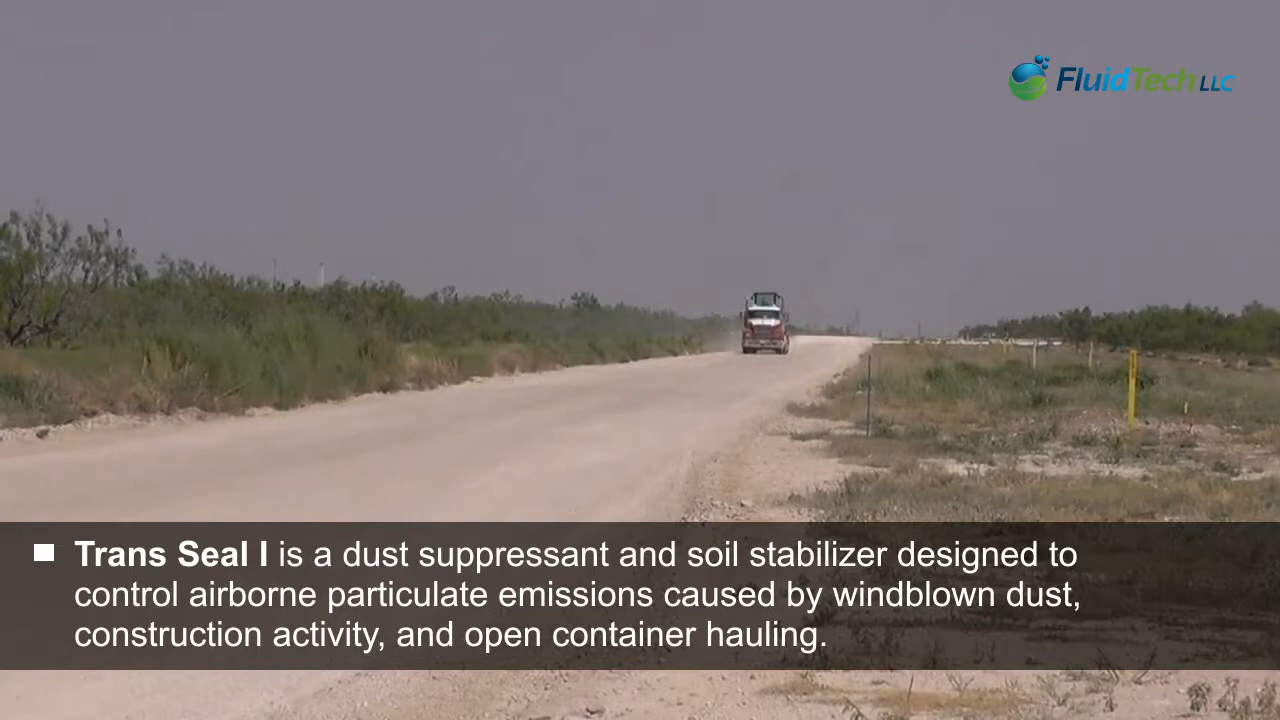 FluidTech LLC
Trans Seal I is a dust suppressant and soil stabilizer designed to
control airborne particulate emissions caused by windblown dust,
construction activity, and open container hauling.